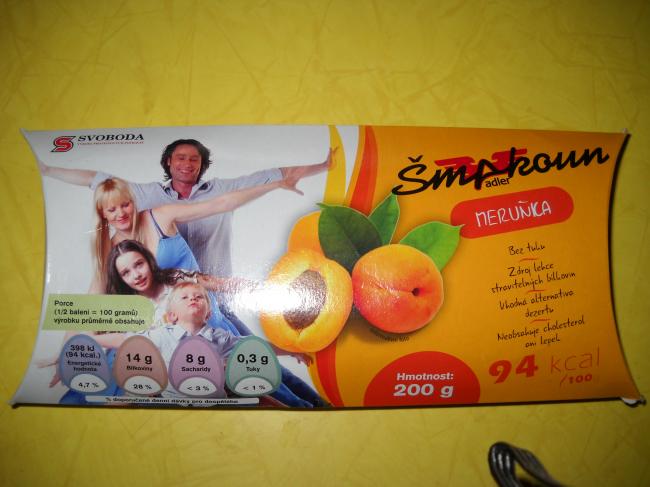 SVOBODA
Šmakoun
adler
MERUŇKA
Bez tuku
Zdroj lehce
stravitelných bílkovin
Vhodná alternativa
dezertu
Neobsahuje cholesterol
ani lepek
94 kcal
/100
Hmotnost:
200 g
Porce
(1/2 balení = 100 gramů)
výrobku průměrně obsahuje
398 kJ
(94 kcal.)
Energetická
hodnota
4,7 %
14 g
Bílkoviny
28 %
8 g
Sacharidy
< 3 %
0,3 g
Tuky
< 1 %
% doporučené denní dávky pro dospělého